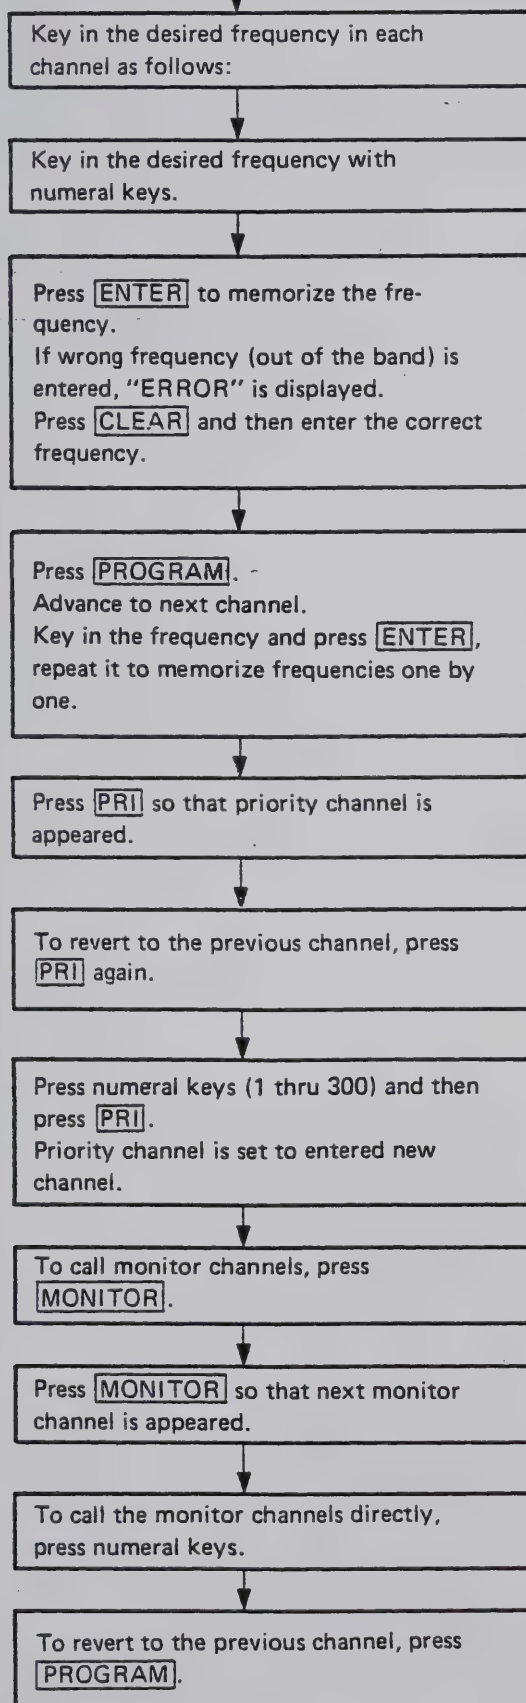 Key in the desired frequency in each
channel as follows:
Key in the desired frequency with
numeral keys.
Press ENTER to memorize the fre-
quency.
If wrong frequency (out of the band) is
entered, "ERROR" is displayed.
Press CLEAR and then enter the correct
frequency.
Press PROGRAM.
Advance to next channel.
Key in the frequency and press ENTER,
repeat it to memorize frequencies one by
one.
Press PRI so that priority channel is
appeared.
To revert to the previous channel, press
PRI again.
Press numeral keys (1 thru 300) and then
press PRI.
Priority channel is set to entered new
channel.
To call monitor channels, press
MONITOR.
Press MONITOR so that next monitor
channel is appeared.
To call the monitor channels directly,
press numeral keys.
To revert to the previous channel, press
PROGRAM.